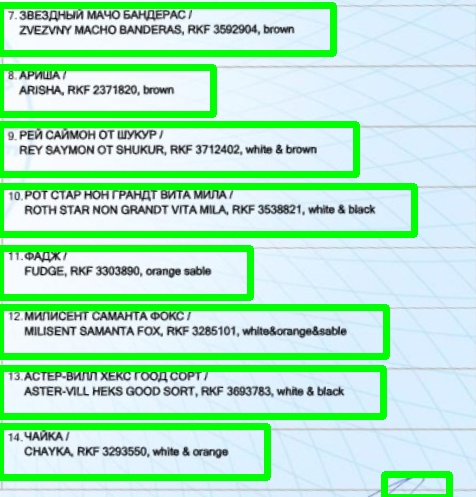 7. ЗВЕЗДНЫЙ МАЧО БАНДЕРАС /
ZVEZVNY MACHO BANDERAS, RKF 3592904, brown
8. АРИША /
ARISHA, RKF 2371820, brown
9. РЕЙ САЙМОН ОТ ШУКУР /
REY SAYMON OT SHUKUR, RKF 3712402, white & brown
10. РОТ СТАР НОН ГРАНДТ ВИТА МИЛА /
ROTH STAR NON GRANDT VITA MILA, RKF 3538821, white & black
11. ФАДЖ /
FUDGE, RKF 3303890, orange sable
12. МИЛИСЕНТ САМАНТА ФОКС /
MILISENT SAMANTA FOX, RKF 3285101, white&orange&sable
13. АСТЕР-ВИЛЛ ХЕКС ГООД СОРТ /
ASTER-VILL HEKS GOOD SORT, RKF 3693783, white & black
14. ЧАЙКА /
CHAYKA, RKF 3293550, white & orange